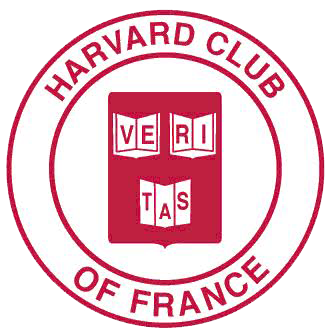 HARVARD CLUB
VE RI
TAS
OF FRANCE